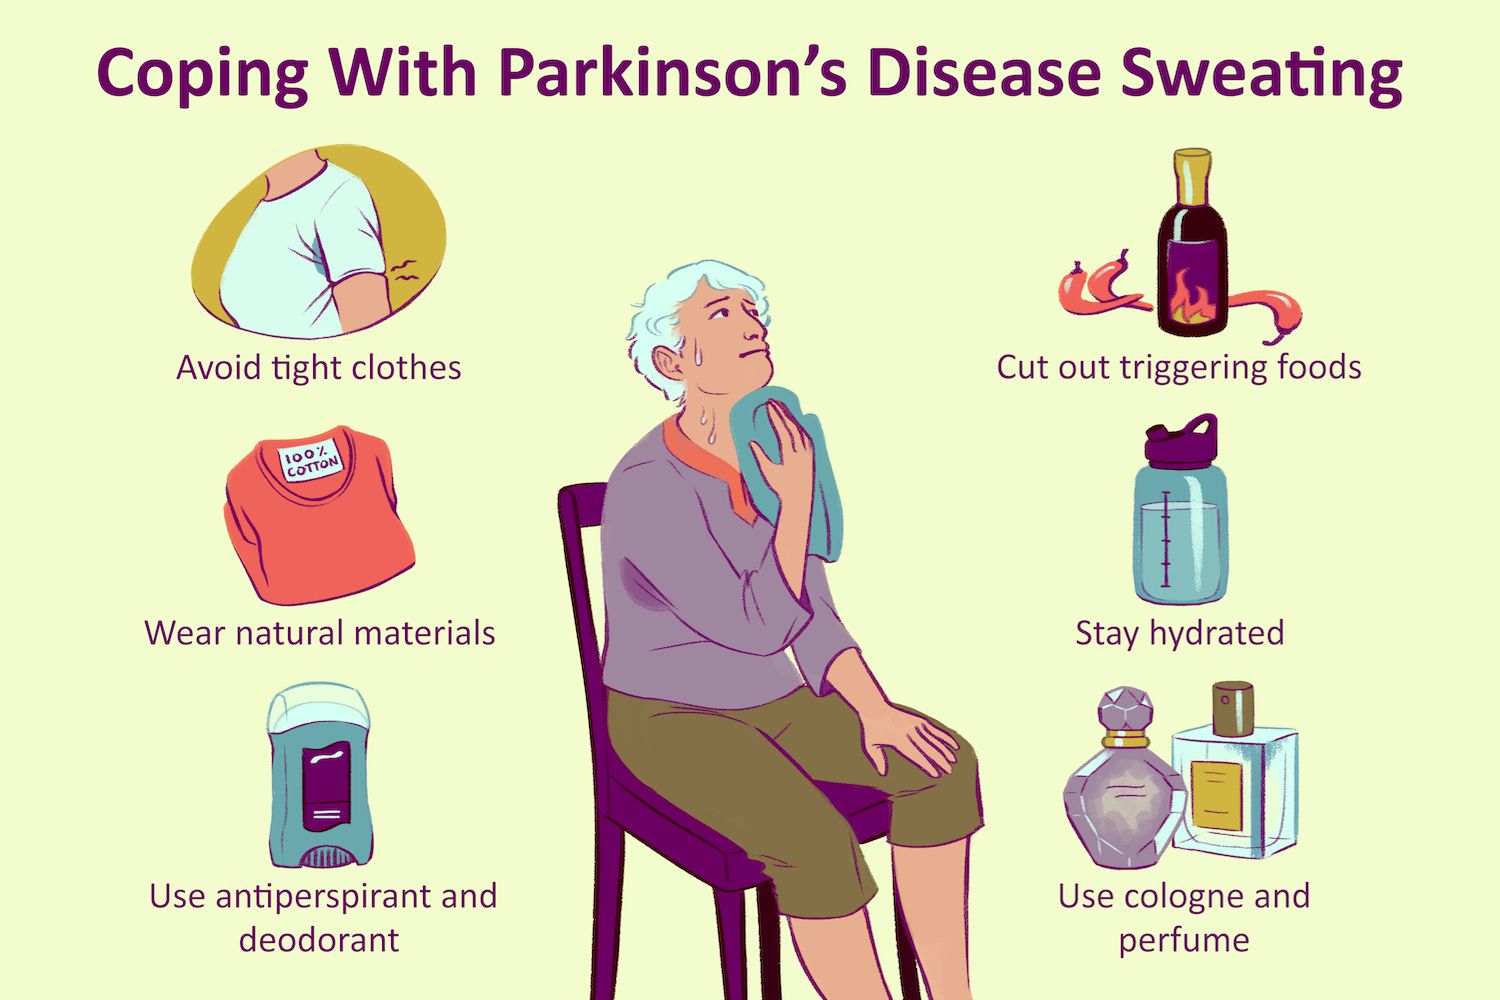 Coping With Parkinson’s Disease Sweating
Avoid tight clothes
100%
COTTON
Wear natural materials
Use antiperspirant and
deodorant
Cut out triggering foods
Stay hydrated
Use cologne and
perfume